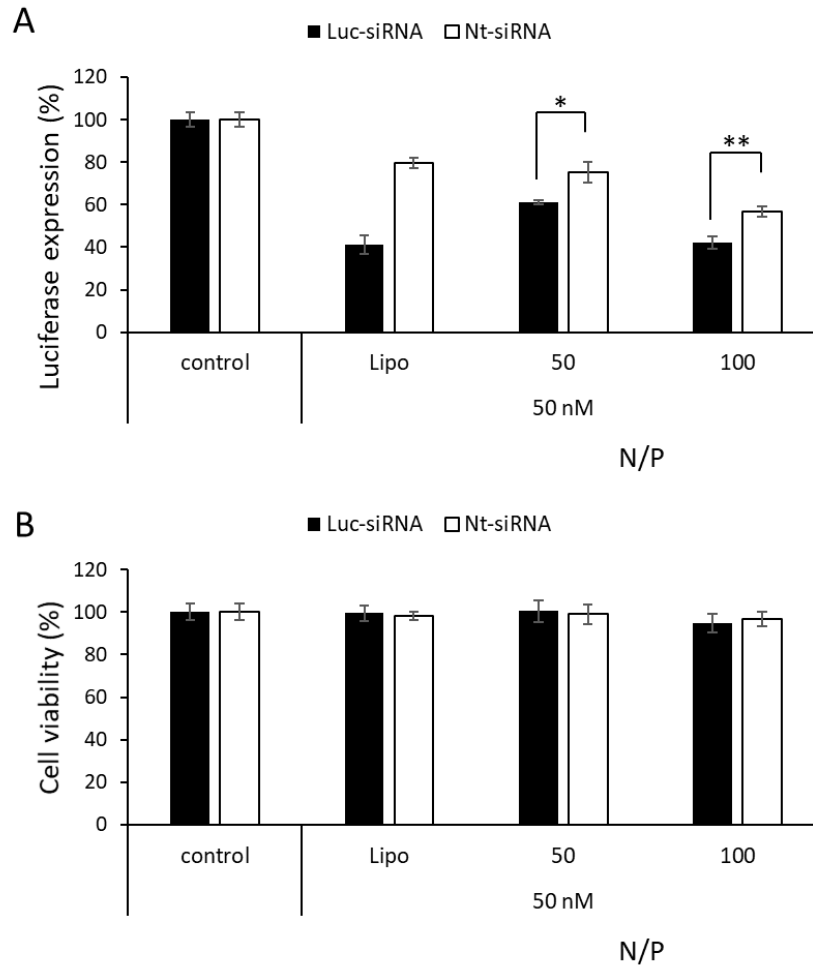 A
Luc-siRNA Nt-siRNA
Luciferase expression (%)
120
100
80
60
40
20
0
*
**
control Lipo 50 100
50 nM
N/P
B
Luc-siRNA Nt-siRNA
Cell viability (%)
120
100
80
60
40
20
0
control Lipo 50 100
50 nM
N/P